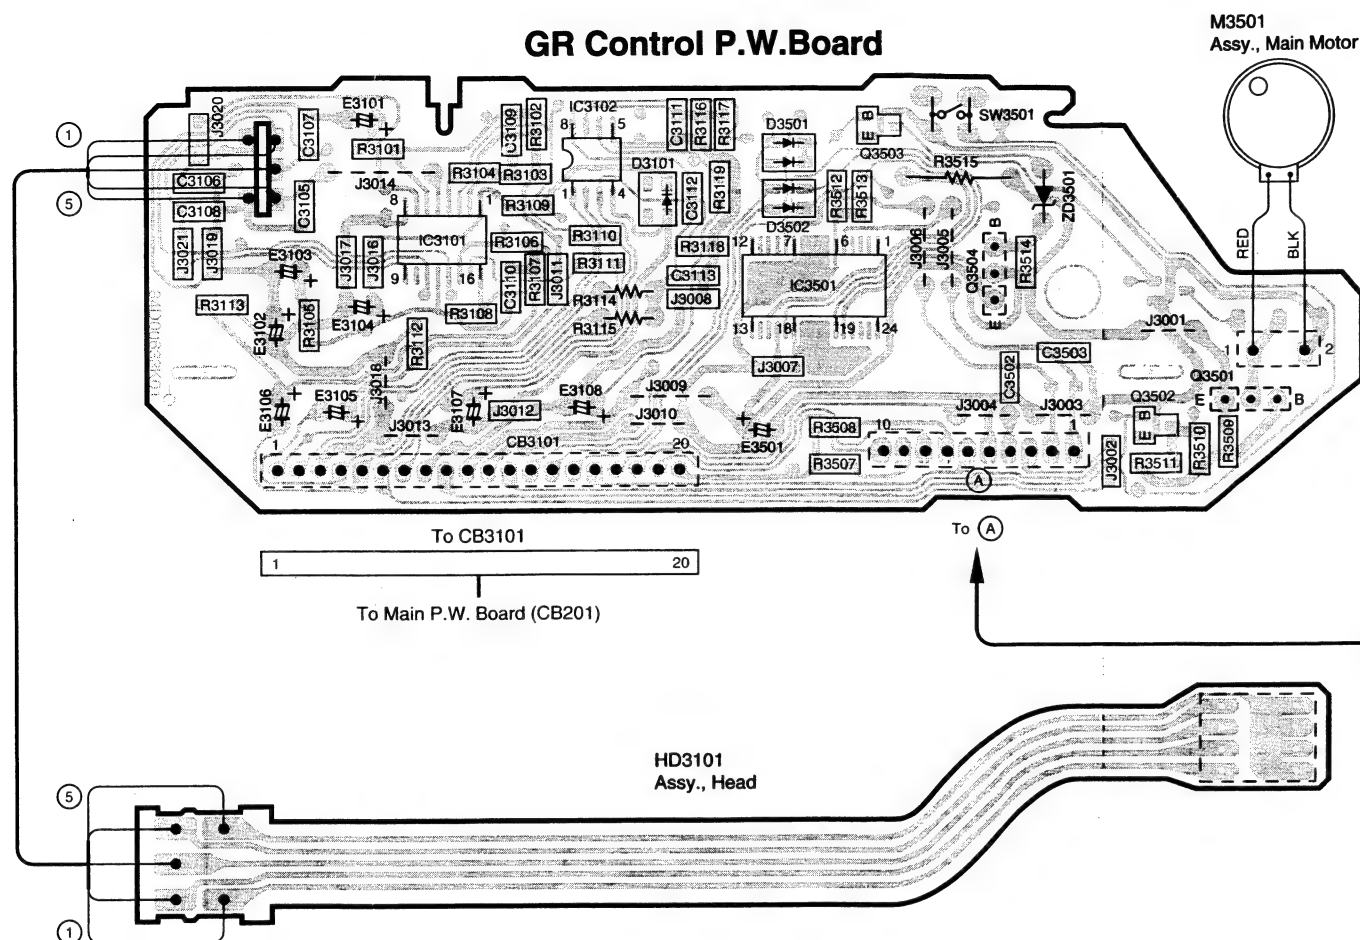 GR Control P.W.Board
M3501
Assy., Main Motor
RED
BLK
1
5
J3020
C3107
E3101
+
R3101
C3106
C3108
C3105
J3014
8
1
IC3101
9
16
J3021
J3019
E3103
+
J3017
J3016
R3113
E3102
+
R3105
E3104
+
R3112
R3108
R3104
R3103
R3109
C3109
R3102
IC3102
8
5
1
4
D3101
C3112
R3119
C3111
R3116
R3117
R3106
R3110
C3110
R3107
J3011
R3111
R3114
R3115
R3118
C3113
J3008
D3501
D3502
R3512
R3513
B
E
Q3503
SW3501
R3515
ZD3501
12
7
6
1
IC3501
13
18
19
24
J3006
J3005
B
Q3504
E
R3514
J3007
C3502
C3503
J3001
1
2
Q3501
E
B
Q3502
B
E
R3510
R3509
R3511
J3002
J3004
J3003
10
1
A
R3508
R3507
E3501
+
J3009
J3010
E3108
+
J3012
E3107
+
J3018
J3013
E3105
+
E3106
+
1
CB3101
20
To CB3101
1
20
To Main P.W. Board (CB201)
To A
HD3101
Assy., Head
5
1